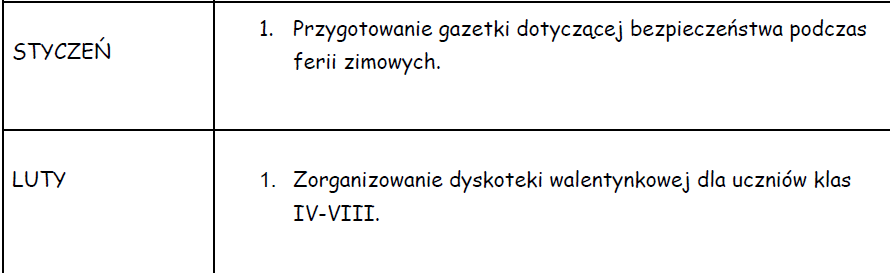 STYCZEŃ
1. Przygotowanie gazetki dotyczącej bezpieczeństwa podczas
ferii zimowych.
LUTY
1. Zorganizowanie dyskoteki walentynkowej dla uczniów klas
IV-VIII.